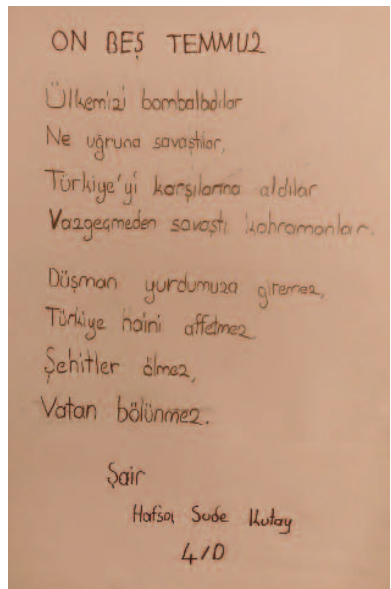 ON BEŞ TEMMUZ
Ülkemizi bombaladılar
Ne uğruna savaştılar,
Türkiye'yi karşılarına aldılar
Vazgeçmeden savaştı kahramanlar.
Düşman yurdumuza giremez,
Türkiye haini affetmez
Şehitler ölmez,
Vatan bölünmez.
Şair
Hafsa Sude Kutay
4/D